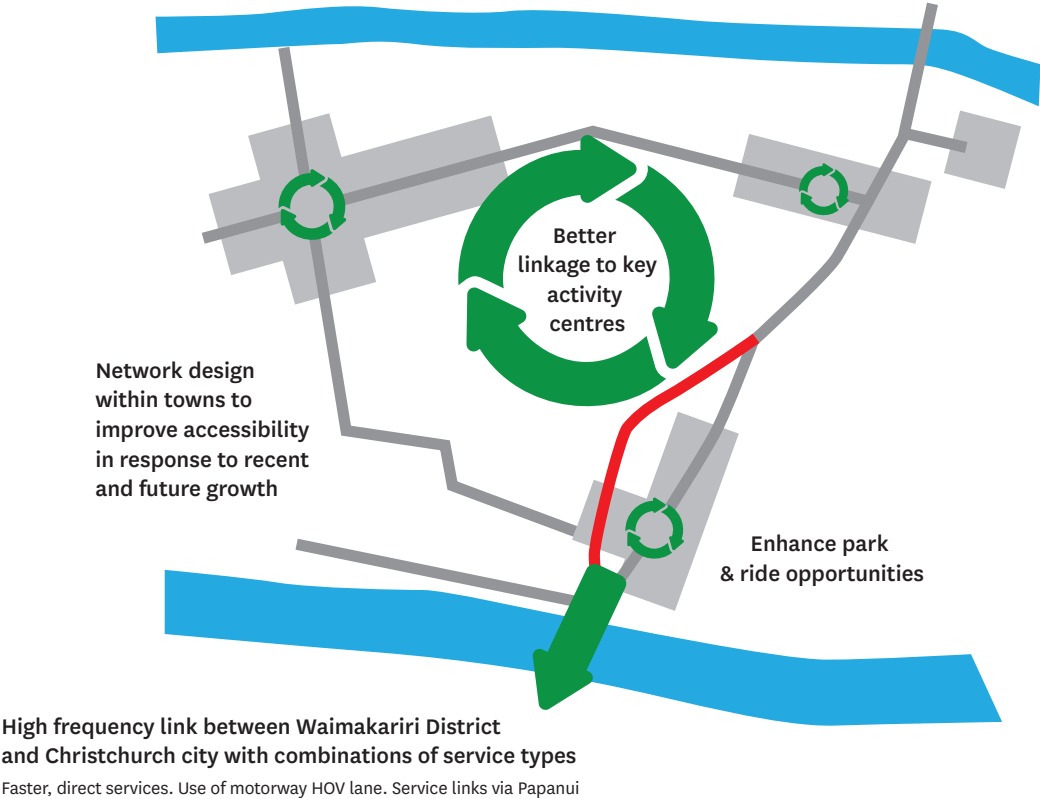 Better
linkage to key
activity
centres
Network design
within towns to
improve accessibility
in response to recent
and future growth
Enhance park
& ride opportunities
High frequency link between Waimakariri District
and Christchurch city with combinations of service types
Faster, direct services. Use of motorway HOV lane. Service links via Papanui